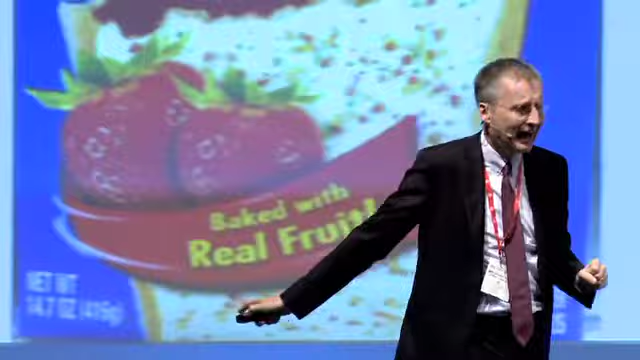 Baked with
Real Fruit!
NET WT
14.7 OZ (416g)